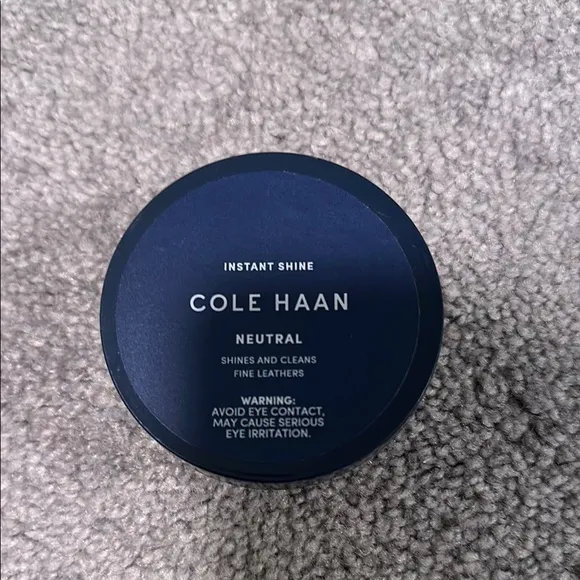 INSTANT SHINE
COLE HAAN
NEUTRAL
SHINES AND CLEANS
FINE LEATHERS
WARNING:
AVOID EYE CONTACT,
MAY CAUSE SERIOUS
EYE IRRITATION.